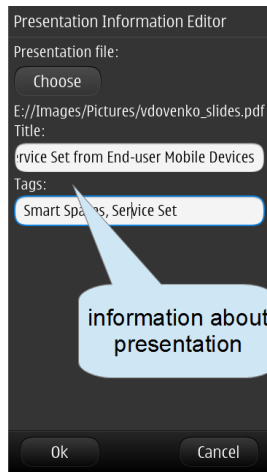 Presentation Information Editor
Presentation file:
Choose
E://Images/Pictures/vdovenko_slides.pdf
Title:
rvice Set from End-user Mobile Devices
Tags:
Smart Spaces, Service Set
information about
presentation
Ok
Cancel